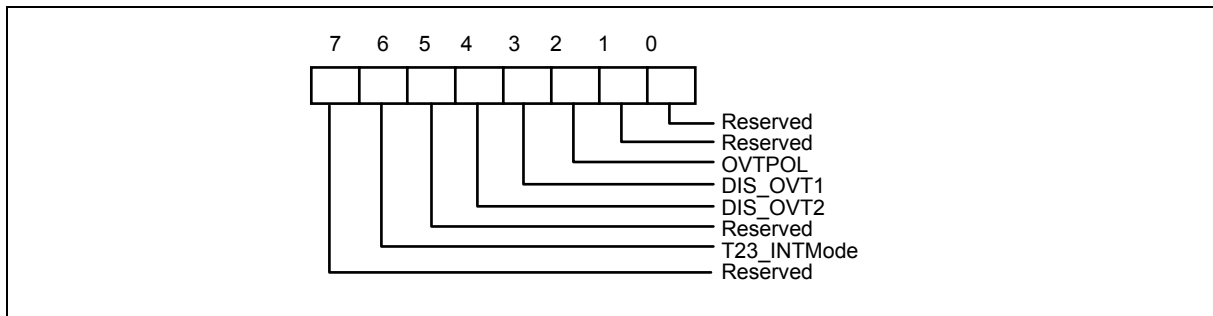 7 6 5 4 3 2 1 0
Reserved
Reserved
OVTPOL
DIS_OVT1
DIS_OVT2
Reserved
T23_INTMode
Reserved